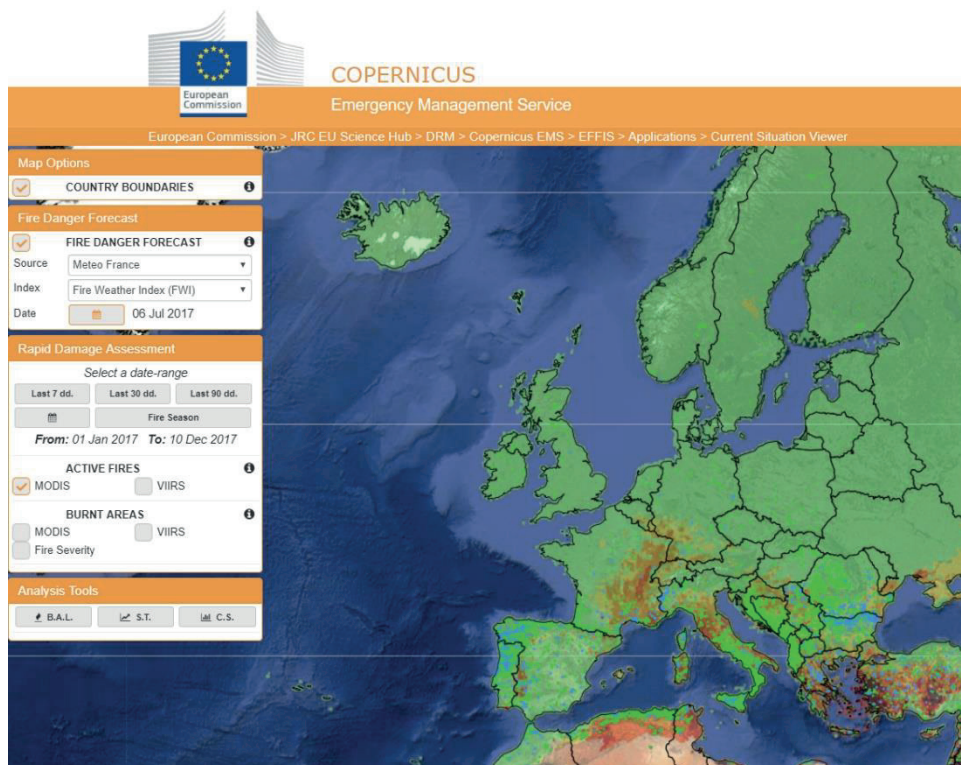 European
Commission
COPERNICUS
Emergency Management Service
European Commission > JRC EU Science Hub > DRM > Copernicus EMS > EFFIS > Applications > Current Situation Viewer
Map Options
COUNTRY BOUNDARIES
Fire Danger Forecast
FIRE DANGER FORECAST
Source Meteo France
Index Fire Weather Index (FWI)
Date 06 Jul 2017
Rapid Damage Assessment
Select a date-range
Last 7 dd. Last 30 dd. Last 90 dd.
Fire Season
From: 01 Jan 2017 To: 10 Dec 2017
ACTIVE FIRES
MODIS VIIRS
BURNT AREAS
MODIS VIIRS
Fire Severity
Analysis Tools
B.A.L. S.T. C.S.